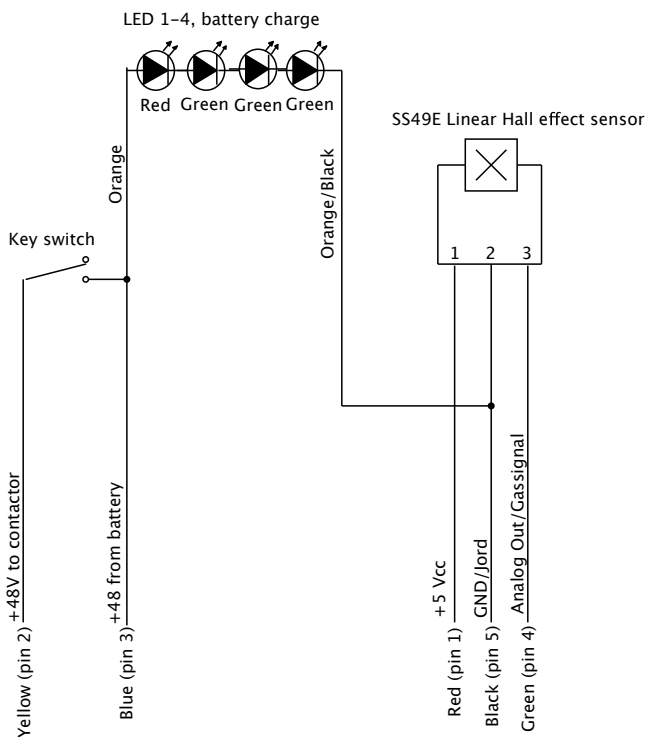 LED 1-4, battery charge
Red Green Green Green
SS49E Linear Hall effect sensor
Orange
Orange/Black
Key switch
1 2 3
+48V to contactor
+48 from battery
+5 Vcc
GND/Jord
Analog Out/Gassignal
Yellow (pin 2)
Blue (pin 3)
Red (pin 1)
Black (pin 5)
Green (pin 4)